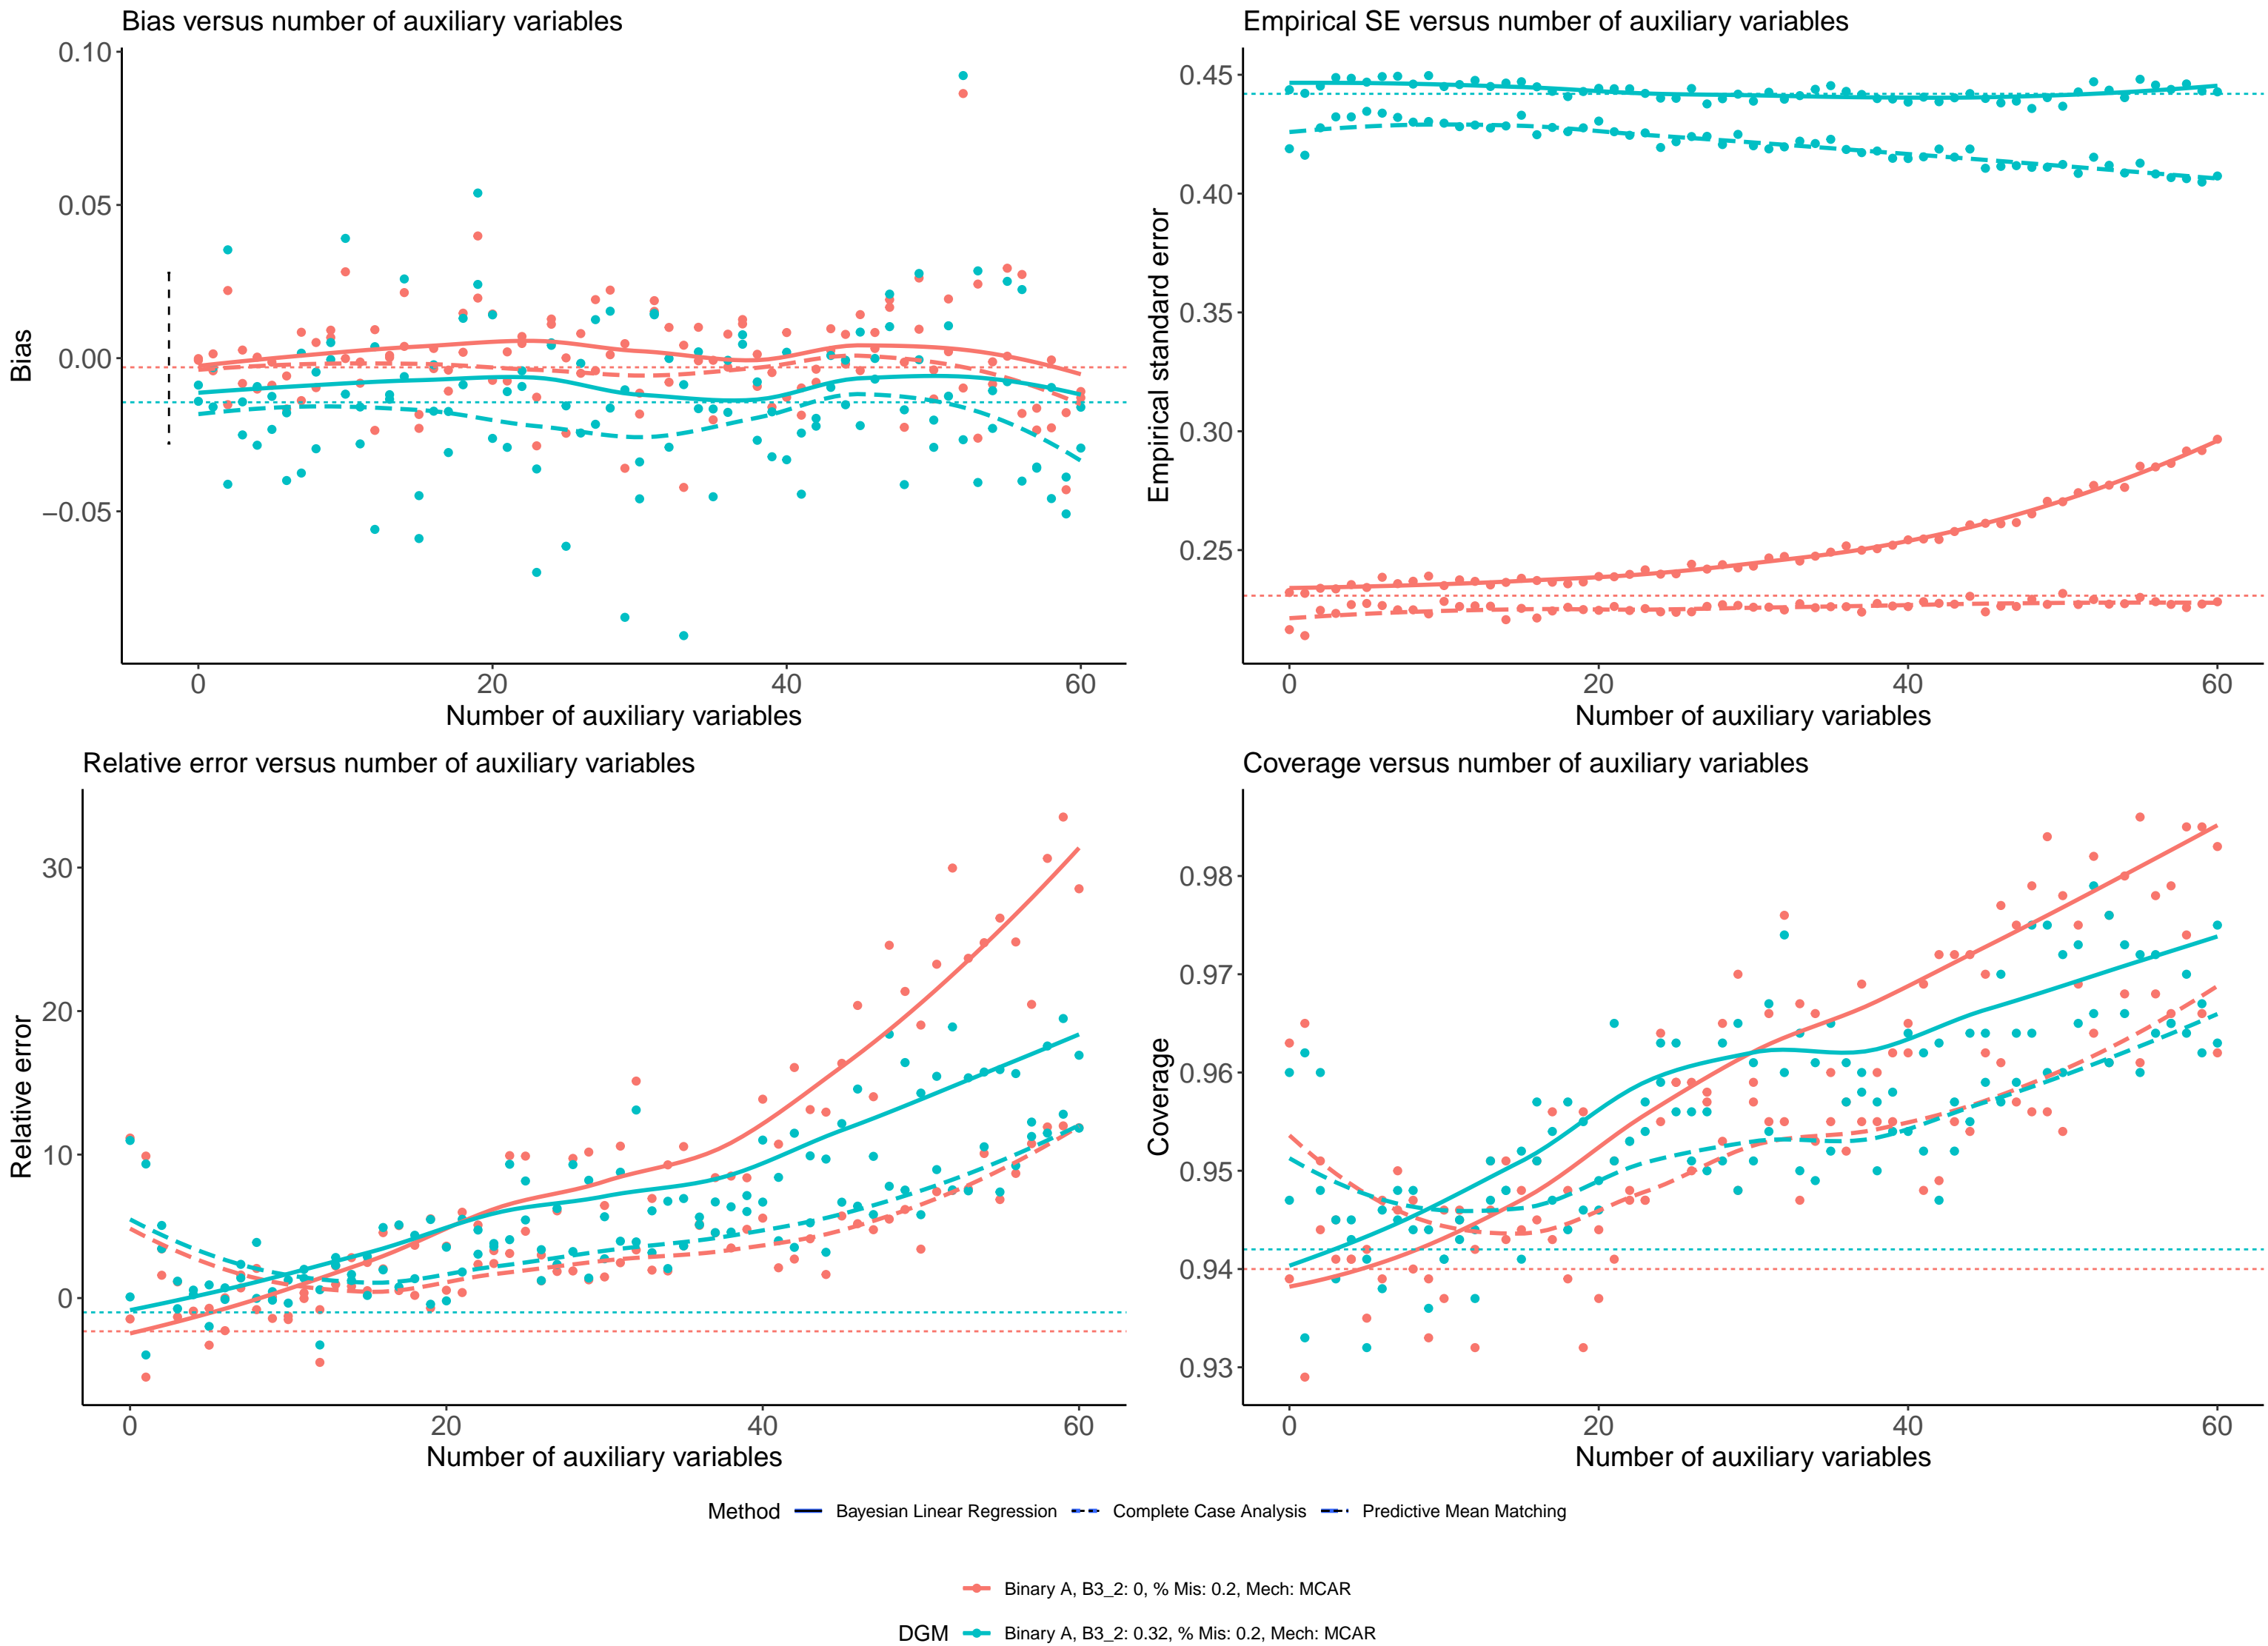 Bias versus number of auxiliary variables
0.10
0.05
0.00
−0.05
Bias
0 20 40 60
Number of auxiliary variables
Empirical SE versus number of auxiliary variables
0.45
0.40
0.35
0.30
0.25
Empirical standard error
0 20 40 60
Number of auxiliary variables
Relative error versus number of auxiliary variables
30
20
10
0
Relative error
0 20 40 60
Number of auxiliary variables
Coverage versus number of auxiliary variables
0.98
0.97
0.96
0.95
0.94
0.93
Coverage
0 20 40 60
Number of auxiliary variables
Method Bayesian Linear Regression Complete Case Analysis Predictive Mean Matching
Binary A, B3_2: 0, % Mis: 0.2, Mech: MCAR
DGM Binary A, B3_2: 0.32, % Mis: 0.2, Mech: MCAR